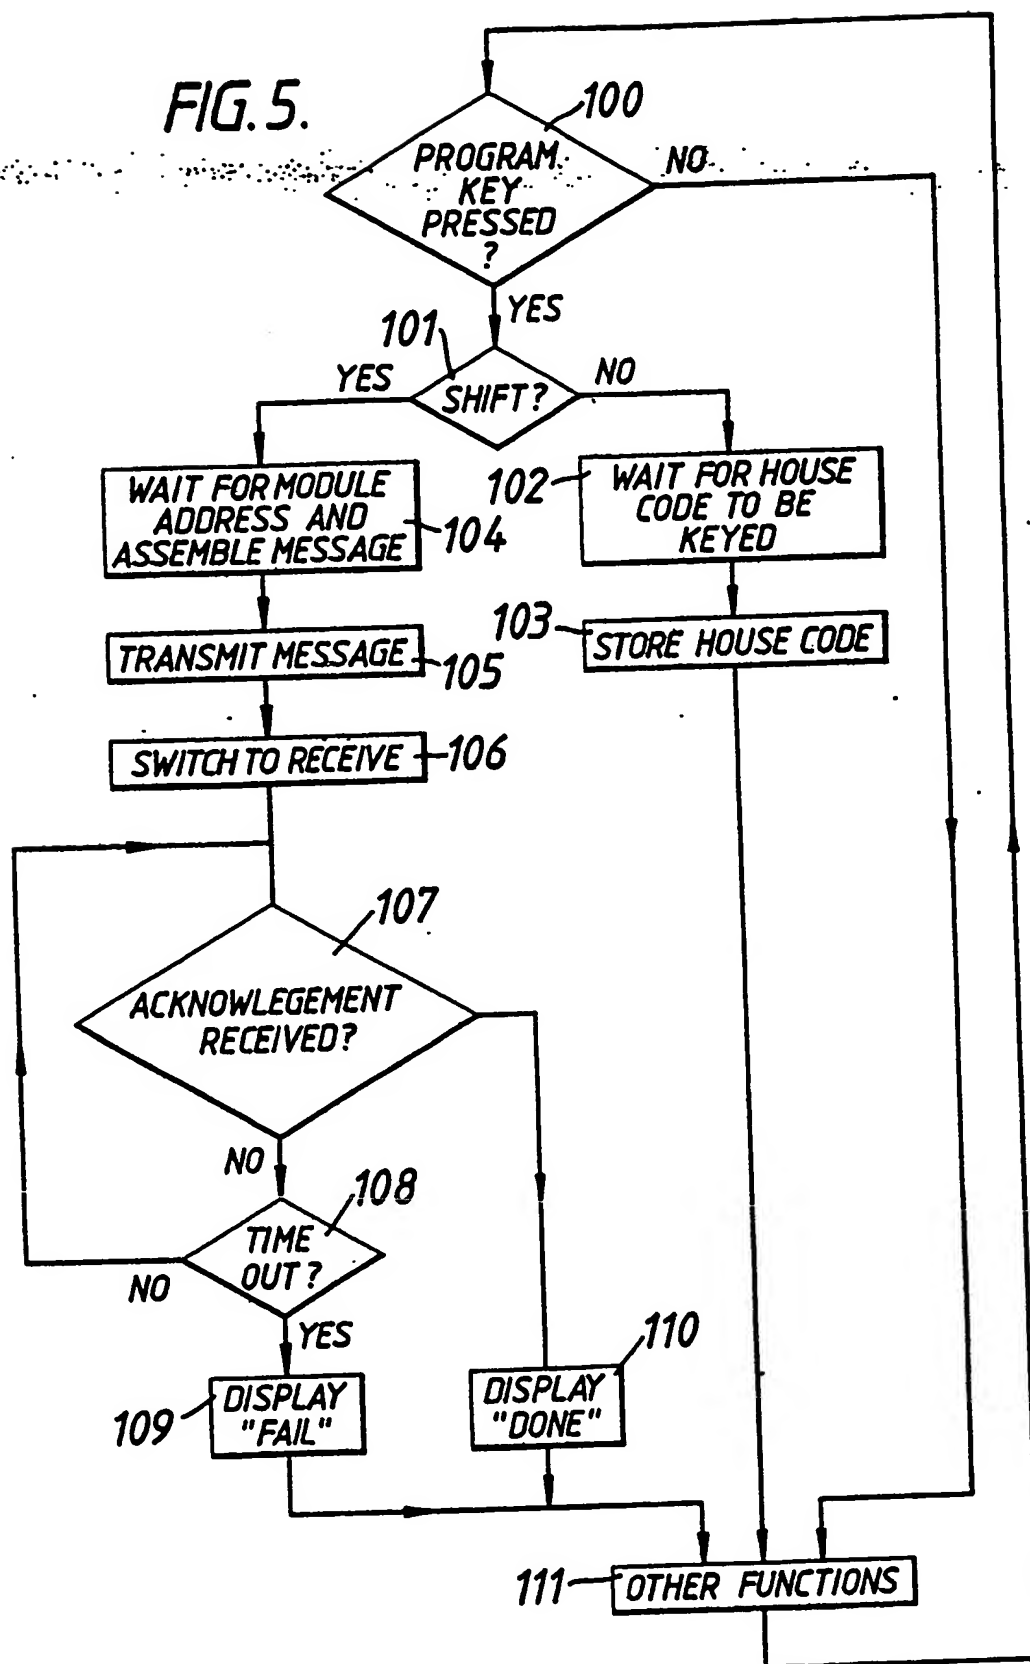 FIG. 5.
100
PROGRAM
KEY
PRESSED
?
NO
YES
101
SHIFT?
YES
NO
WAIT FOR MODULE
ADDRESS AND
ASSEMBLE MESSAGE
104
102
WAIT FOR HOUSE
CODE TO BE
KEYED
TRANSMIT MESSAGE
105
103
STORE HOUSE CODE
SWITCH TO RECEIVE
106
107
ACKNOWLEGEMENT
RECEIVED?
NO
108
TIME
OUT?
NO
YES
109
DISPLAY
"FAIL"
110
DISPLAY
"DONE"
111
OTHER FUNCTIONS